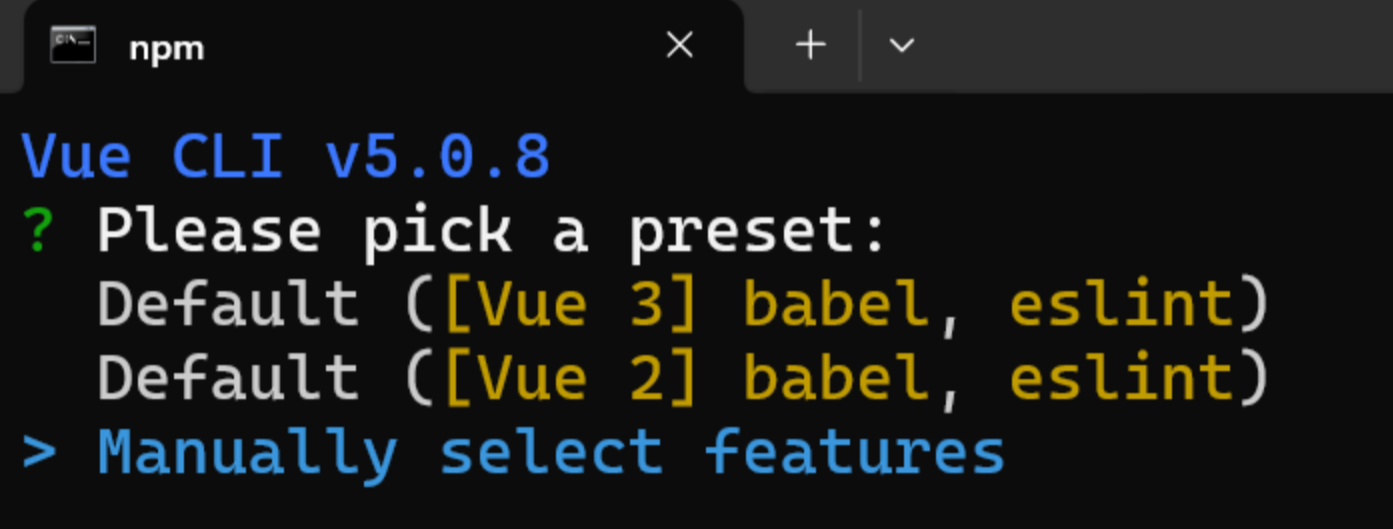 npm
Vue CLI v5.0.8
? Please pick a preset:
Default ([Vue 3] babel, eslint)
Default ([Vue 2] babel, eslint)
> Manually select features